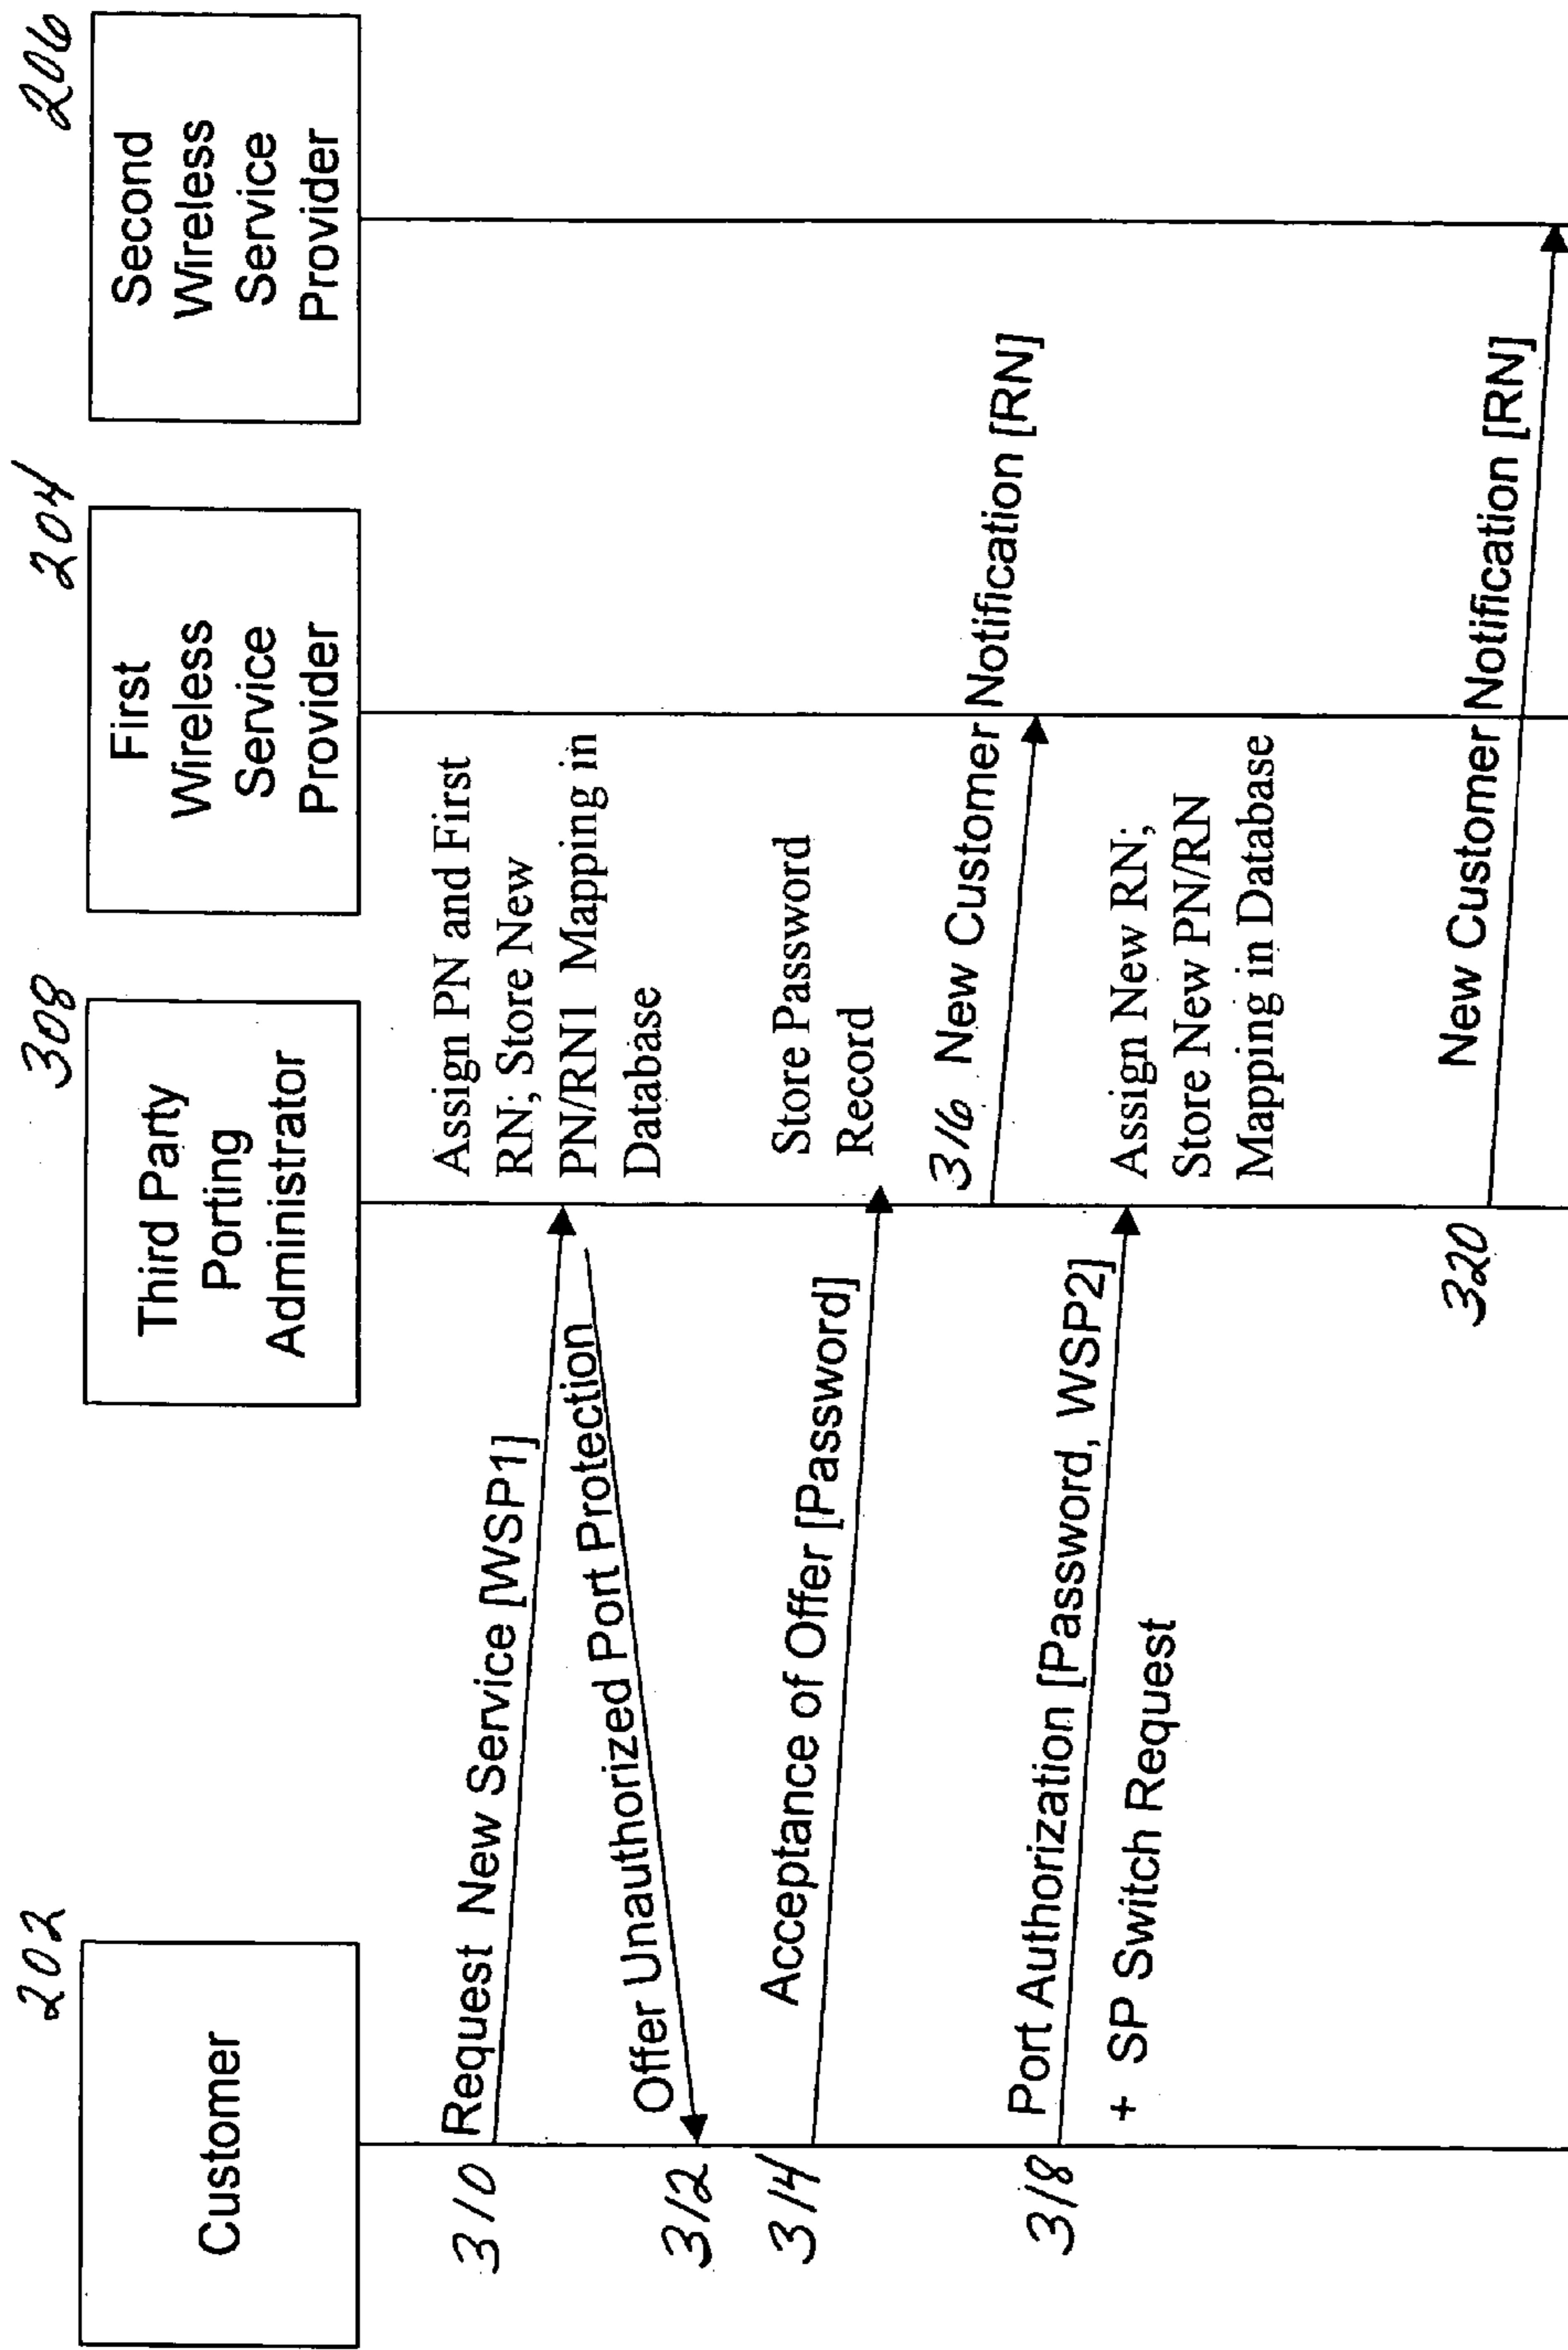 202
Customer
308
Third Party
Porting
Administrator
204
First
Wireless
Service
Provider
206
Second
Wireless
Service
Provider
310
Request New Service [WSP1]
Assign PN and First
RN; Store New
PN/RN1 Mapping in
Database
312
Offer Unauthorized Port Protection
314
Acceptance of Offer [Password]
Store Password
Record
316 New Customer Notification [RN]
318
Port Authorization [Password, WSP2]
+ SP Switch Request
Assign New RN;
Store New PN/RN
Mapping in Database
320
New Customer Notification [RN]